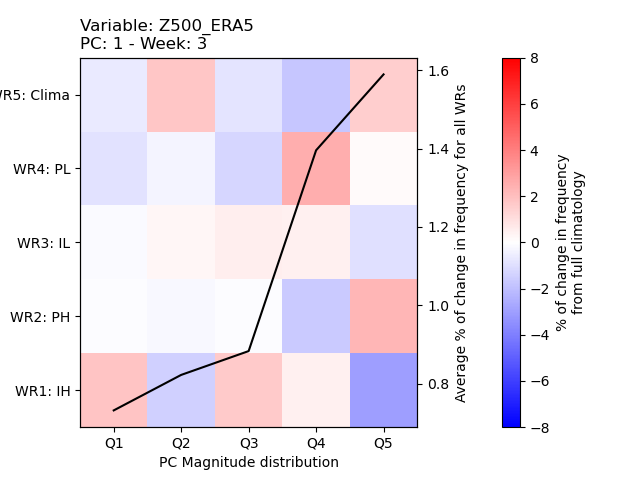 Variable: Z500_ERA5
PC: 1 - Week: 3
WR5: Clima
WR4: PL
WR3: IL
WR2: PH
WR1: IH
Q1 Q2 Q3 Q4 Q5
PC Magnitude distribution
1.6
1.4
1.2
1.0
0.8
Average % of change in frequency for all WRs
8
6
4
2
0
−2
−4
−6
−8
% of change in frequency
from full climatology